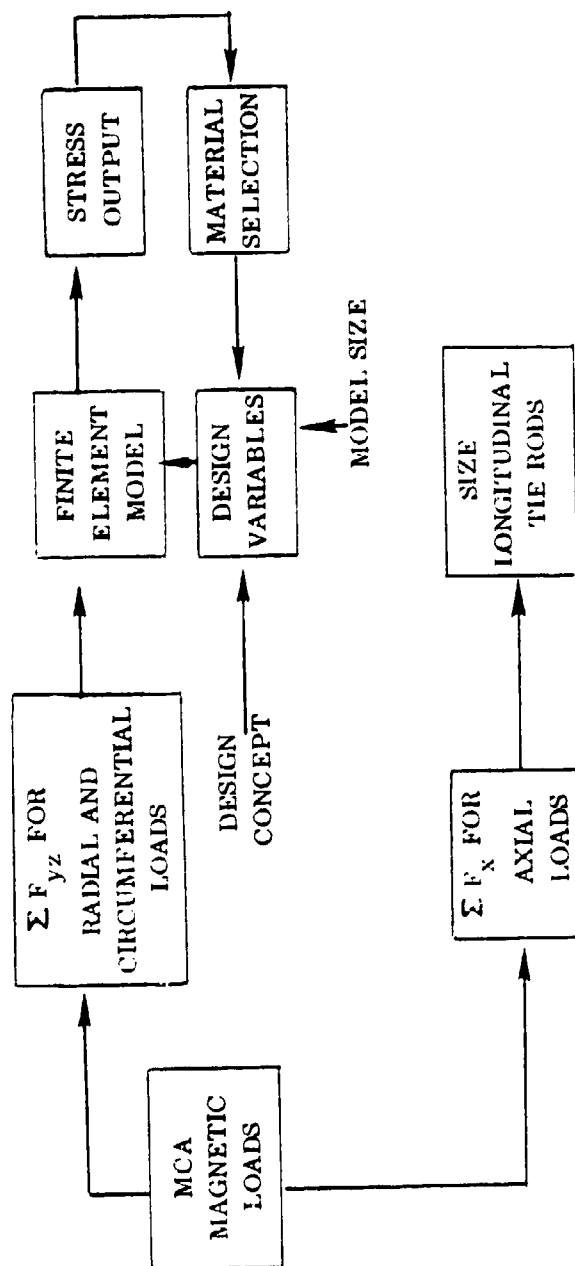 MCA
MAGNETIC
LOADS
Σ F_yz FOR
RADIAL AND
CIRCUMFERENTIAL
LOADS
FINITE
ELEMENT
MODEL
STRESS
OUTPUT
DESIGN
CONCEPT
DESIGN
VARIABLES
MATERIAL
SELECTION
MODEL SIZE
Σ F_x FOR
AXIAL
LOADS
SIZE
LONGITUDINAL
TIE RODS